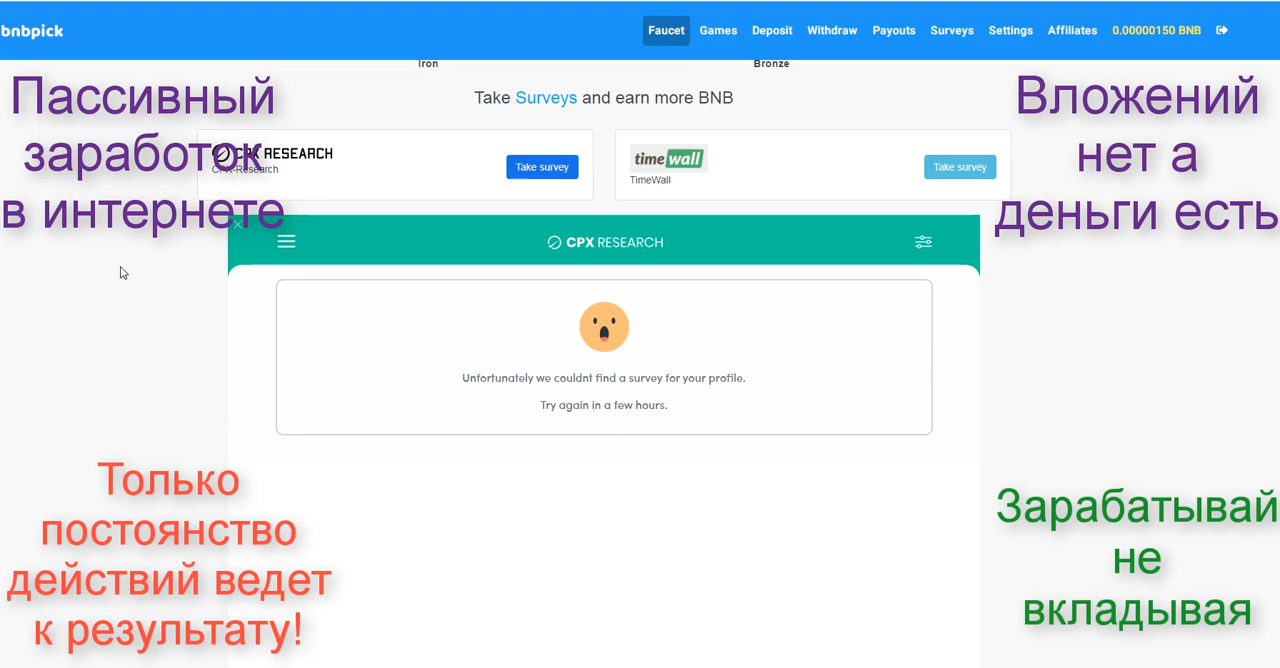 bnbpick
Faucet Games Deposit Withdraw Payouts Surveys Settings Affiliates 0.00000150 BNB
Iron
Bronze
Take Surveys and earn more BNB
Пассивный
заработок
в интернете
Вложений
нет а
деньги есть
CPX RESEARCH
CPX-Research
Take survey
timewall
TimeWall
Take survey
CPX RESEARCH
Unfortunately we couldnt find a survey for your profile.
Try again in a few hours.
Только
постоянство
действий ведет
к результату!
Зарабатывай
не
вкладывая